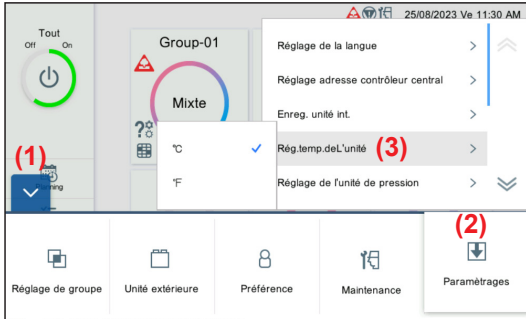 25/08/2023 Ve 11:30 AM
Tout
Off On
Group-01
Mixte
Réglage de la langue
Réglage adresse contrôleur central
Enreg. unité int.
°C
Rég.temp.deL'unité (3)
°F
Réglage de l'unité de pression
(1)
(2)
Réglage de groupe
Unité extérieure
Préférence
Maintenance
Paramètrages